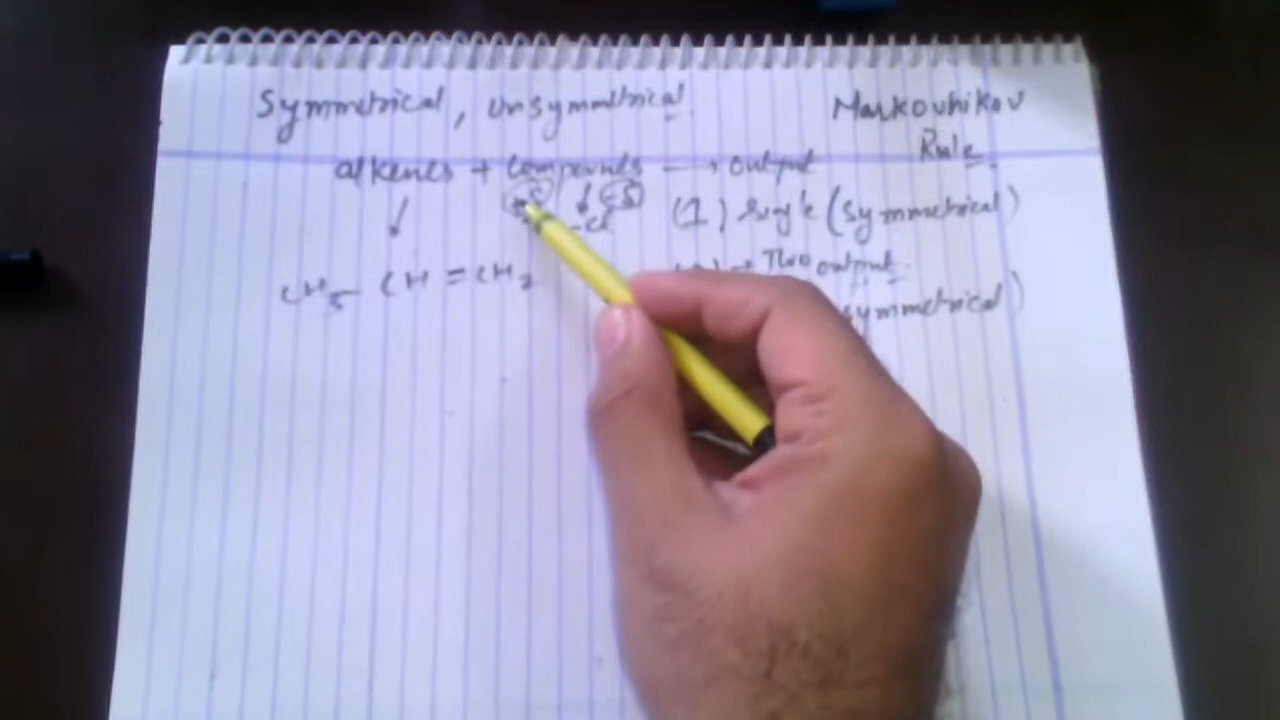 Symmetrical, unsymmetrical
Markovnikov
Rule
alkenes + compounds → output
(1) Single (symmetrical)
Two output
symmetrical)
CH3- CH = CH2